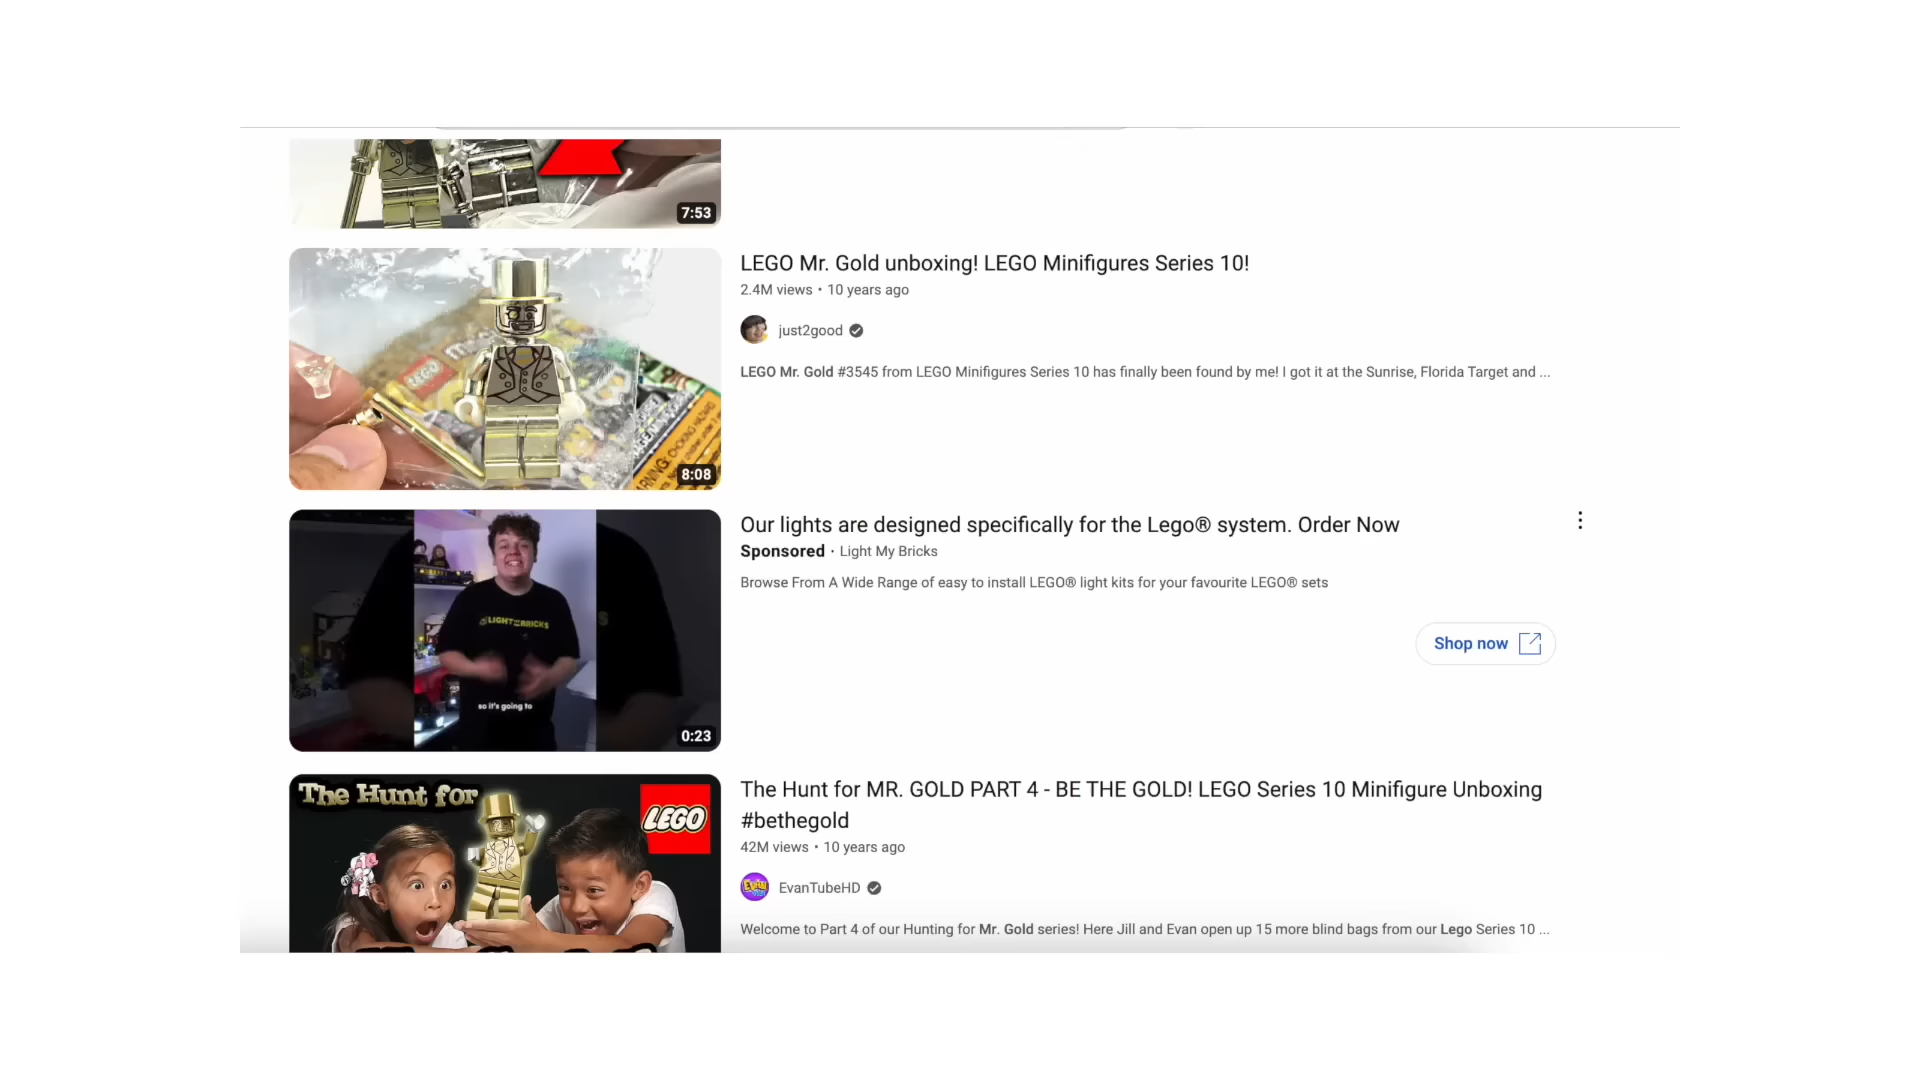 7:53
LEGO Mr. Gold unboxing! LEGO Minifigures Series 10!
2.4M views • 10 years ago
just2good
LEGO Mr. Gold #3545 from LEGO Minifigures Series 10 has finally been found by me! I got it at the Sunrise, Florida Target and ...
LEGO
8:08
Our lights are designed specifically for the Lego® system. Order Now
Sponsored · Light My Bricks
Browse From A Wide Range of easy to install LEGO® light kits for your favourite LEGO® sets
Shop now
so it's going to
0:23
The Hunt for
LEGO
The Hunt for MR. GOLD PART 4 - BE THE GOLD! LEGO Series 10 Minifigure Unboxing
#bethegold
42M views • 10 years ago
EvanTubeHD
Welcome to Part 4 of our Hunting for Mr. Gold series! Here Jill and Evan open up 15 more blind bags from our Lego Series 10 ...